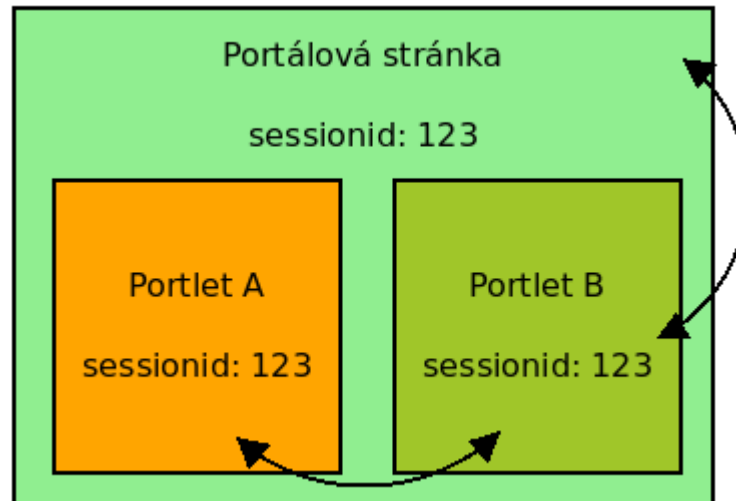 Portálová stránka
sessionid: 123
Portlet A
sessionid: 123
Portlet B
sessionid: 123